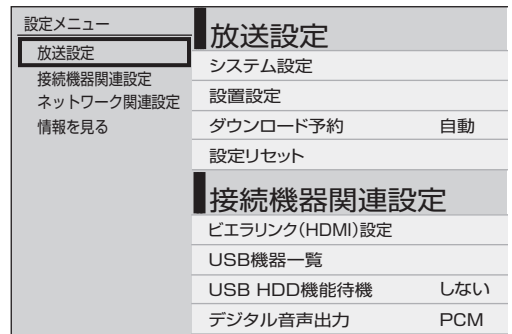 設定メニュー
放送設定
接続機器関連設定
ネットワーク関連設定
情報を見る
放送設定
システム設定
設置設定
ダウンロード予約 自動
設定リセット
接続機器関連設定
ビエラリンク(HDMI)設定
USB機器一覧
USB HDD機能待機 しない
デジタル音声出力 PCM